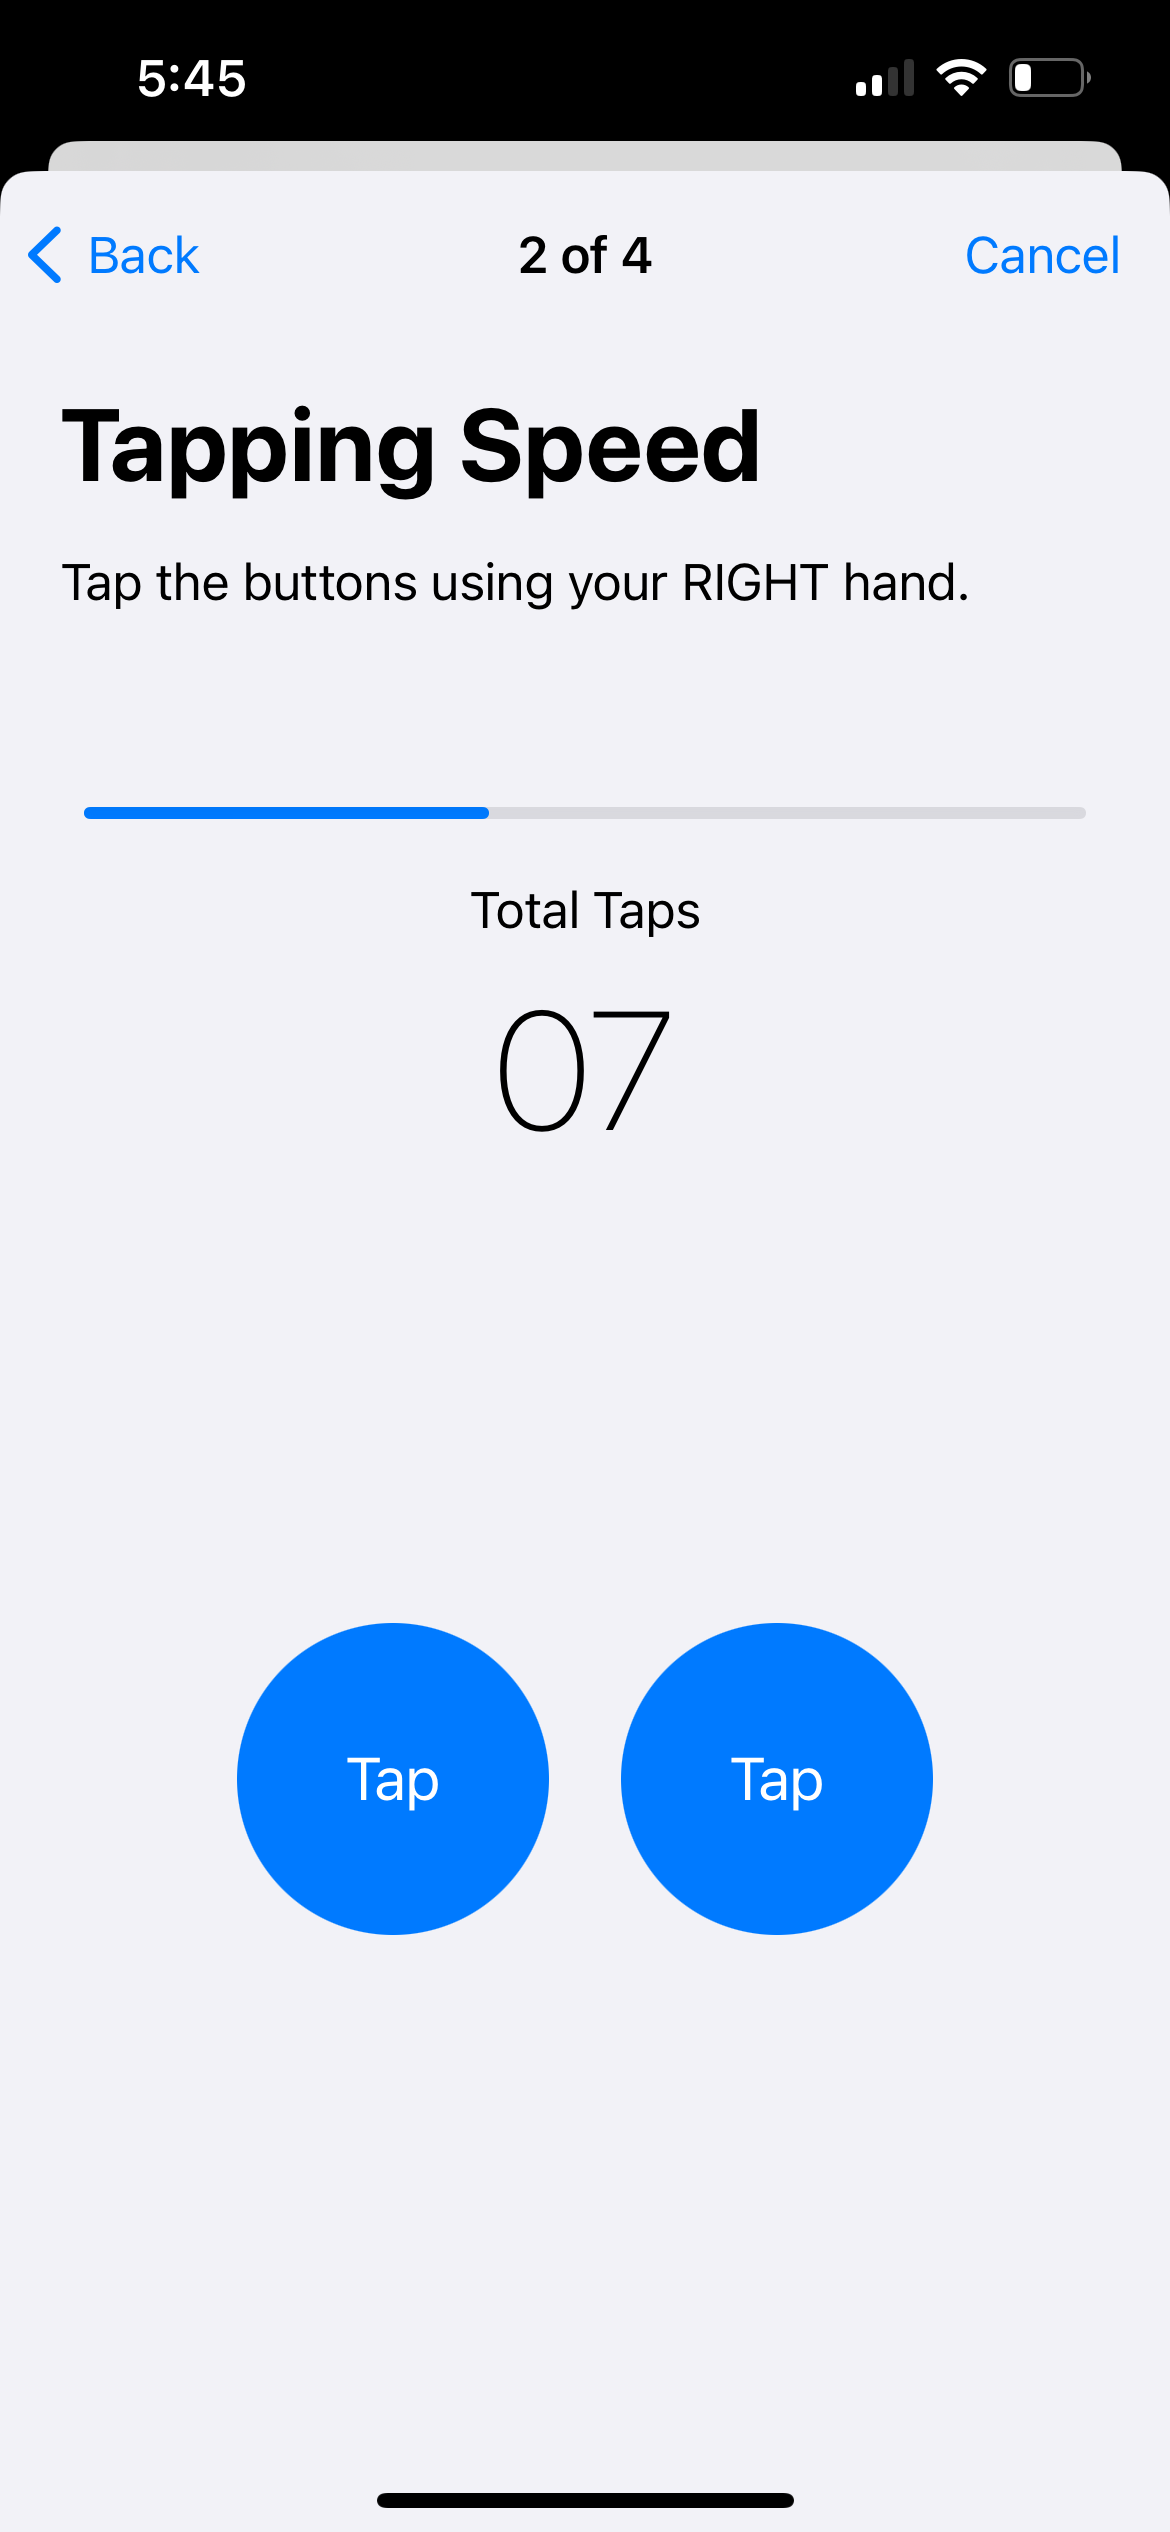 5:45
Back 2 of 4 Cancel
Tapping Speed
Tap the buttons using your RIGHT hand.
Total Taps
07
Tap Tap